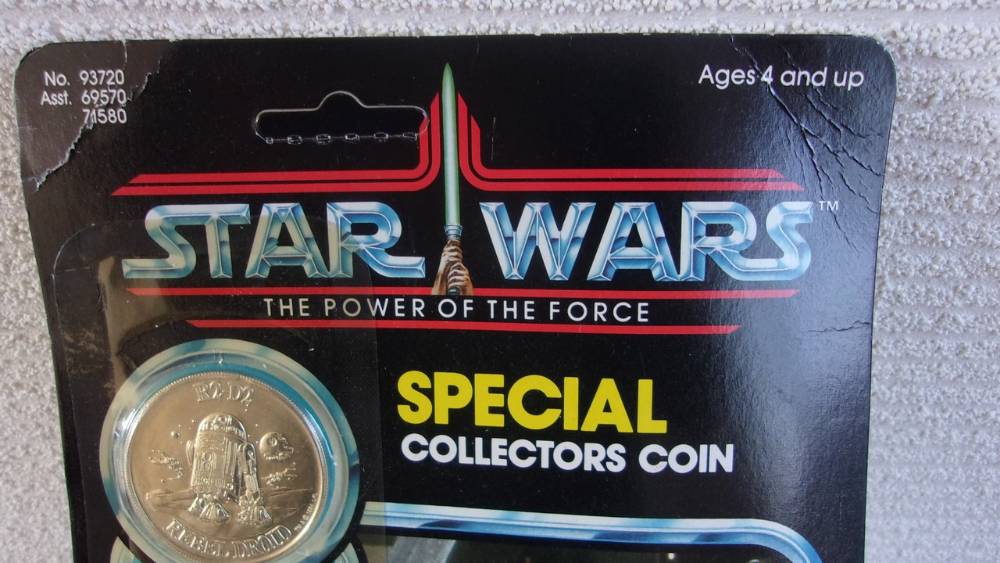 No. 93720
Asst. 69570
71580
Ages 4 and up
STAR WARS™
THE POWER OF THE FORCE
SPECIAL
COLLECTORS COIN
R2-D2
REBEL DROID